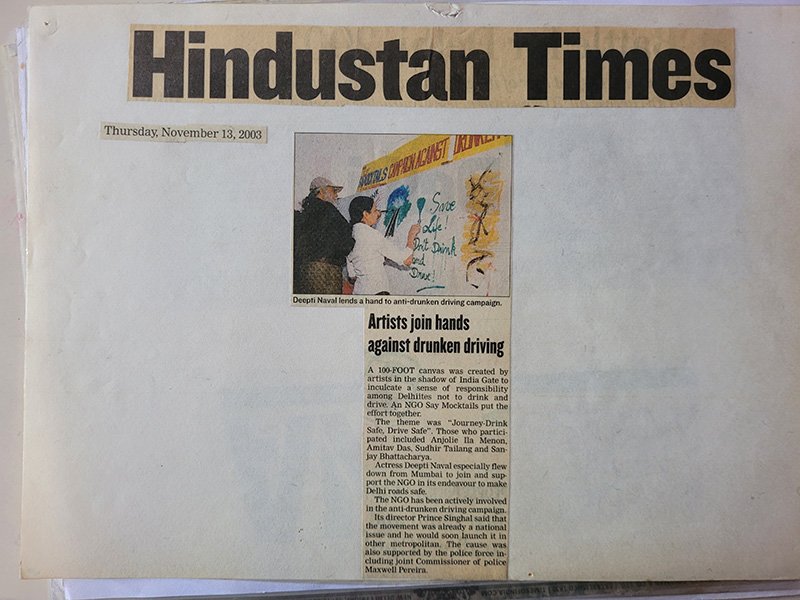 Hindustan Times
Thursday, November 13, 2003
CAMPAIGN AGAINST DRUNKEN
Save
Life!
Don't Drink
and
Drive!
Deepti Naval lends a hand to anti-drunken driving campaign.
Artists join hands
against drunken driving
A 100-FOOT canvas was created by
artists in the shadow of India Gate to
inculcate a sense of responsibility
among Delhiites not to drink and
drive. An NGO Say Mocktails put the
effort together.
The theme was "Journey-Drink
Safe, Drive Safe". Those who partici-
pated included Anjolie Ila Menon,
Amitav Das, Sudhir Tailang and San-
jay Bhattacharya.
Actress Deepti Naval especially flew
down from Mumbai to join and sup-
port the NGO in its endeavour to make
Delhi roads safe.
The NGO has been actively involved
in the anti-drunken driving campaign.
Its director Prince Singhal said that
the movement was already a national
issue and he would soon launch it in
other metropolitan. The cause was
also supported by the police force in-
cluding joint Commissioner of police
Maxwell Pereira.